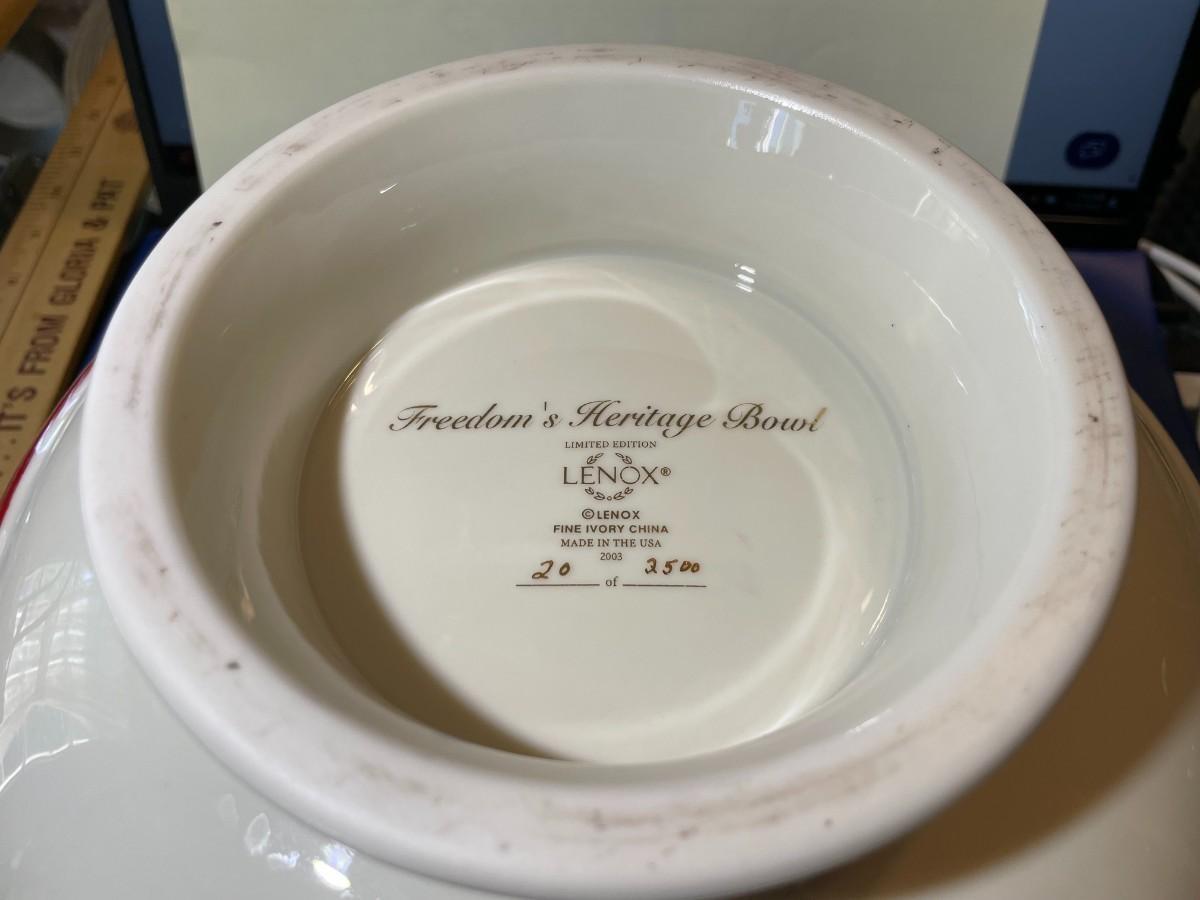 Freedom's Heritage Bowl
LIMITED EDITION
LENOX®
©LENOX
FINE IVORY CHINA
MADE IN THE USA
2003
20 of 2500
...IT'S FROM GLORIA & PAT